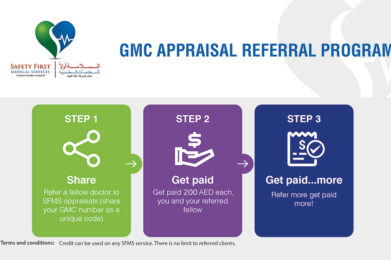 GMC APPRAISAL REFERRAL PROGRAM
SAFETY FIRST
MEDICAL SERVICES
السلامة أولاً
للخدمات الطبية
STEP 1
Share
Refer a fellow doctor to
SFMS appraisals (share
your GMC number as a
unique code)
STEP 2
Get paid
Get paid 200 AED each,
you and your referred
fellow
STEP 3
Get paid...more
Refer more get paid
more!
Terms and conditions: Credit can be used on any SFMS service. There is no limit to referred clients.